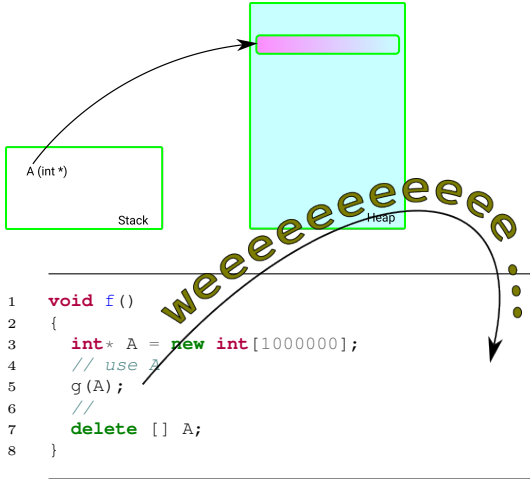 A (int *)
Stack
Heap
weeeeeeeeeee...
1 void f()
2 {
3 int* A = new int[1000000];
4 // use A
5 g(A);
6 //
7 delete [] A;
8 }